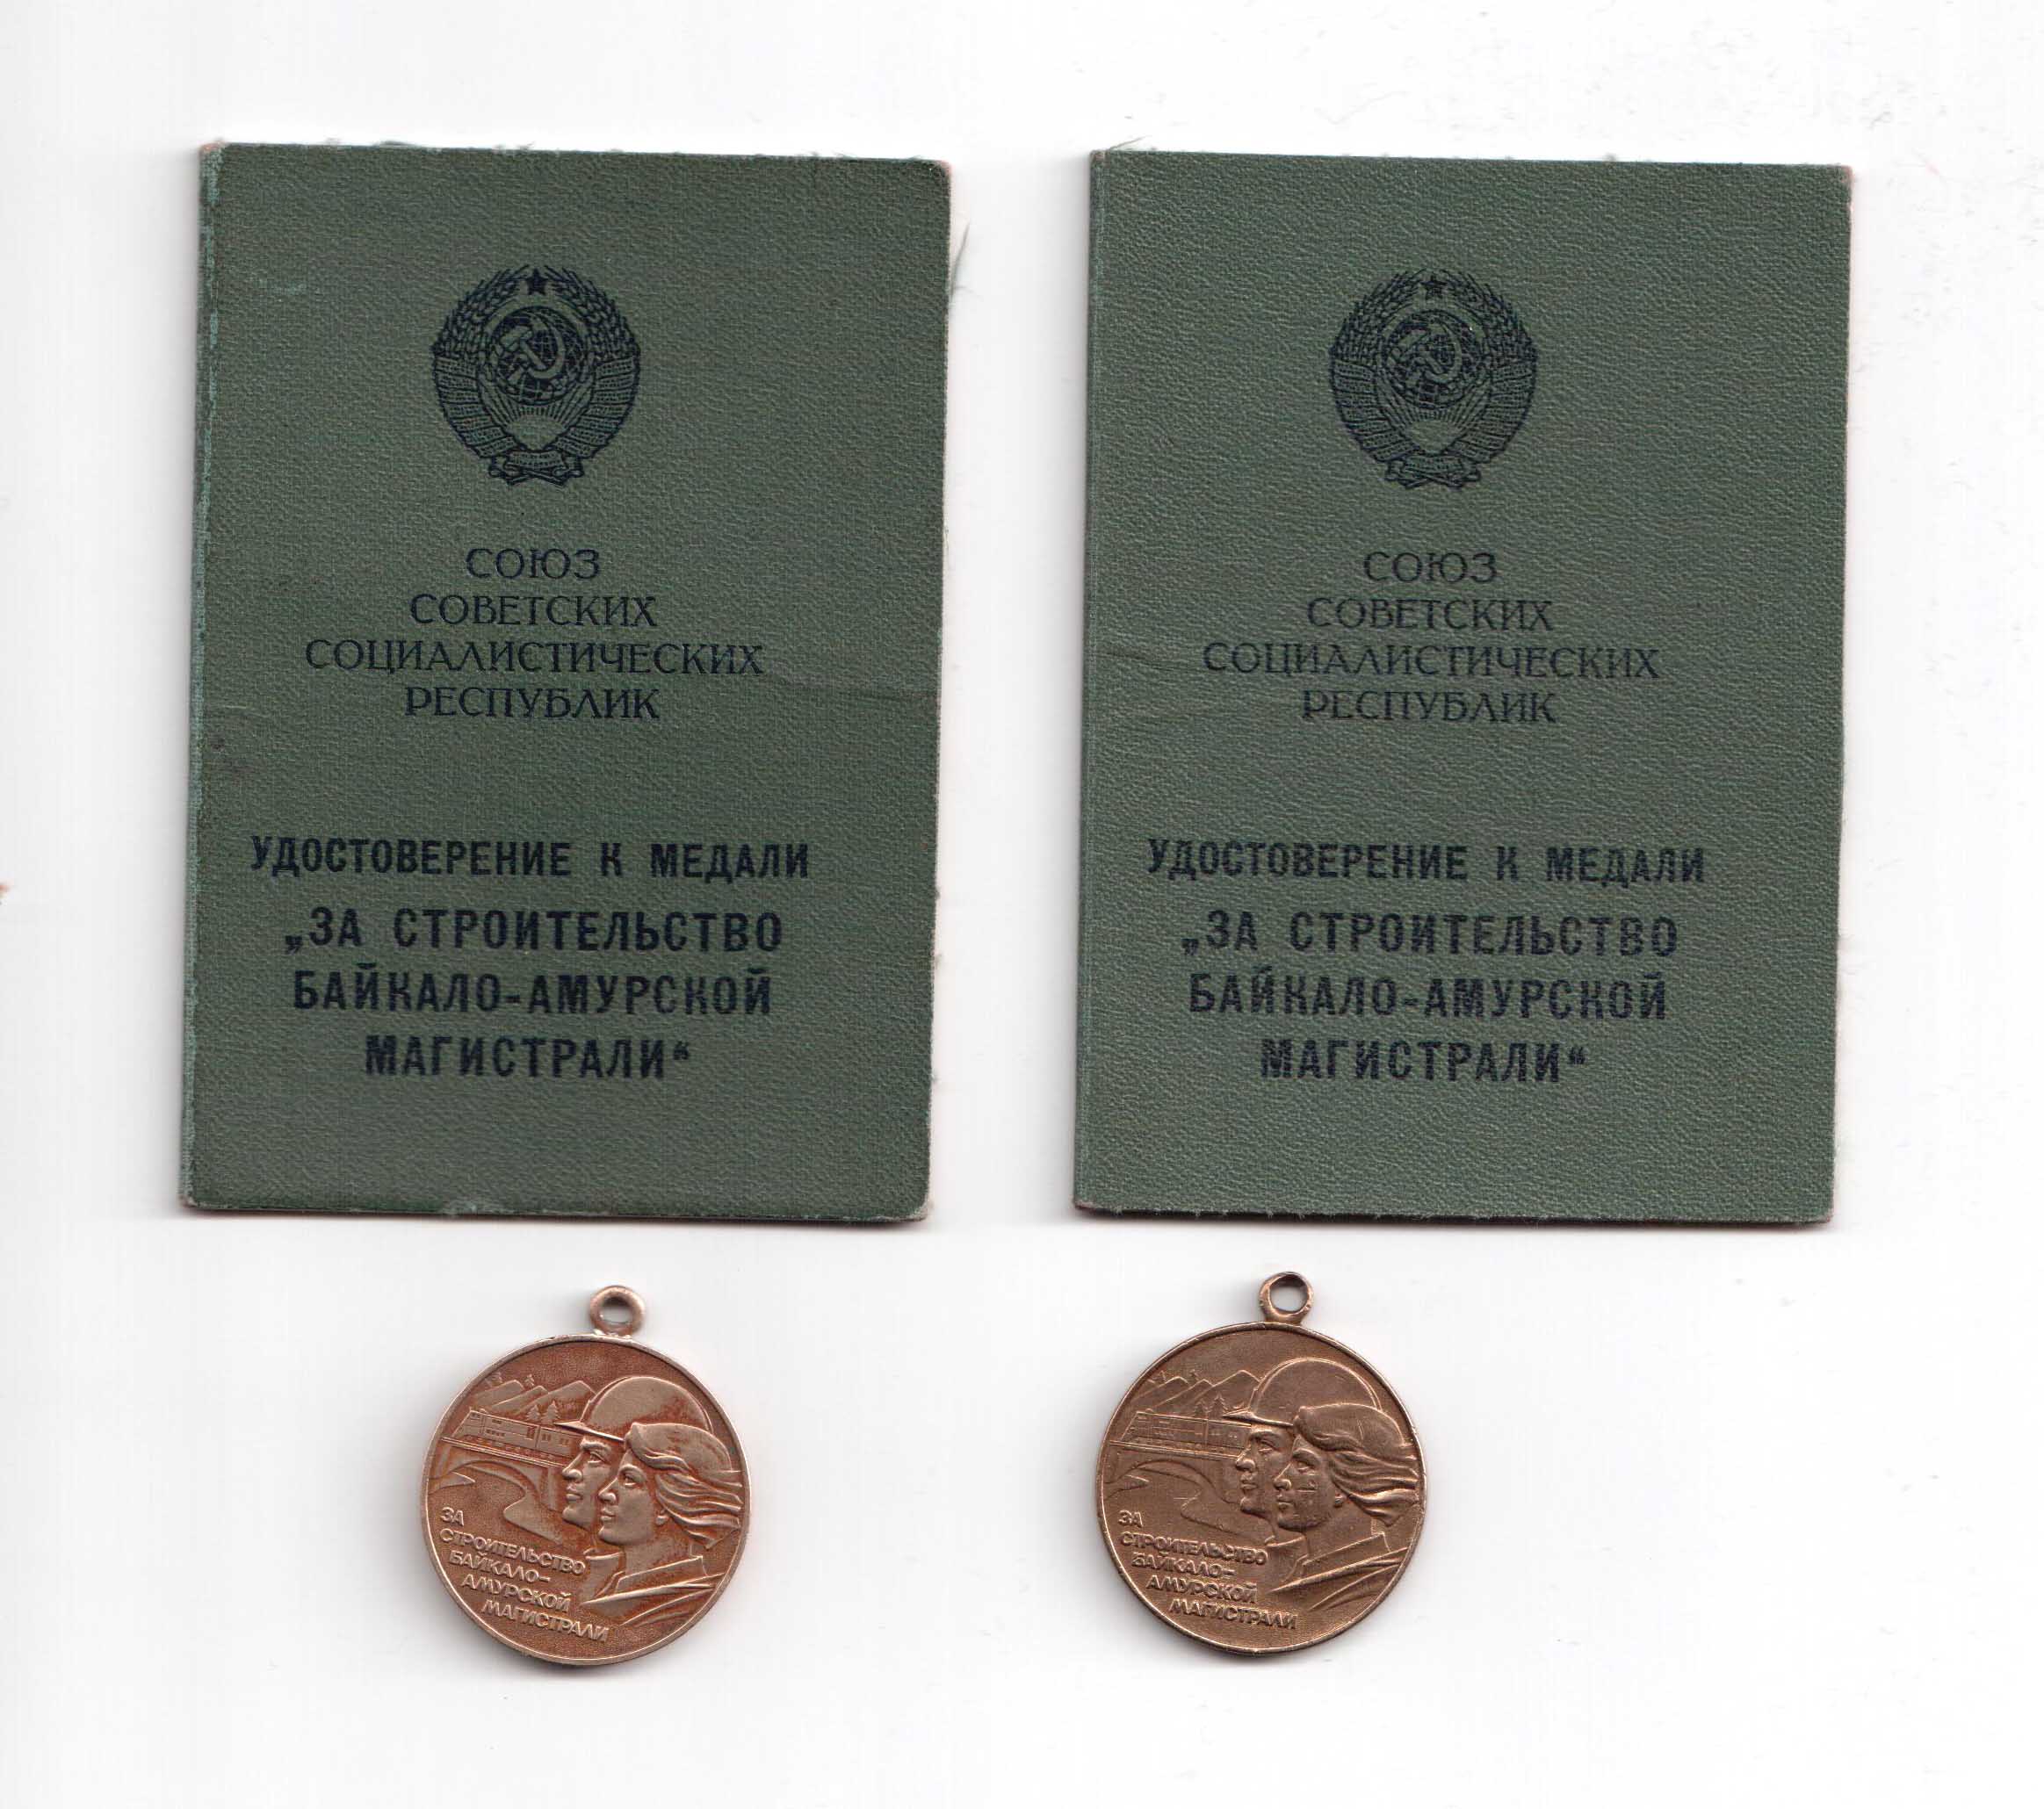 СОЮЗ
СОВЕТСКИХ
СОЦИАЛИСТИЧЕСКИХ
РЕСПУБЛИК
УДОСТОВЕРЕНИЕ К МЕДАЛИ
„ЗА СТРОИТЕЛЬСТВО
БАЙКАЛО-АМУРСКОЙ
МАГИСТРАЛИ“
СОЮЗ
СОВЕТСКИХ
СОЦИАЛИСТИЧЕСКИХ
РЕСПУБЛИК
УДОСТОВЕРЕНИЕ К МЕДАЛИ
„ЗА СТРОИТЕЛЬСТВО
БАЙКАЛО-АМУРСКОЙ
МАГИСТРАЛИ“
ЗА
СТРОИТЕЛЬСТВО
БАЙКАЛО-
АМУРСКОЙ
МАГИСТРАЛИ
ЗА
СТРОИТЕЛЬСТВО
БАЙКАЛО-
АМУРСКОЙ
МАГИСТРАЛИ